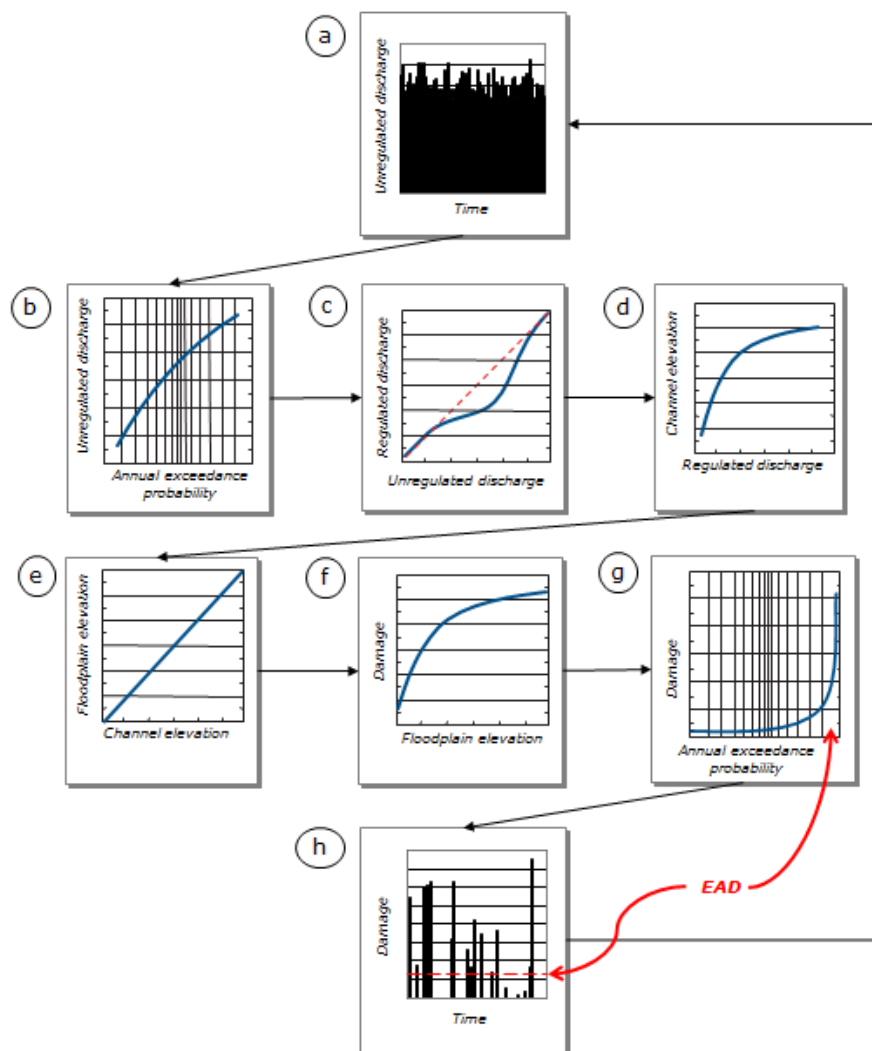 a
Unregulated discharge
Time
b
Unregulated discharge
Annual exceedance
probability
c
Regulated discharge
Unregulated discharge
d
Channel elevation
Regulated discharge
e
Floodplain elevation
Channel elevation
f
Damage
Floodplain elevation
g
Damage
Annual exceedance
probability
h
Damage
Time
EAD